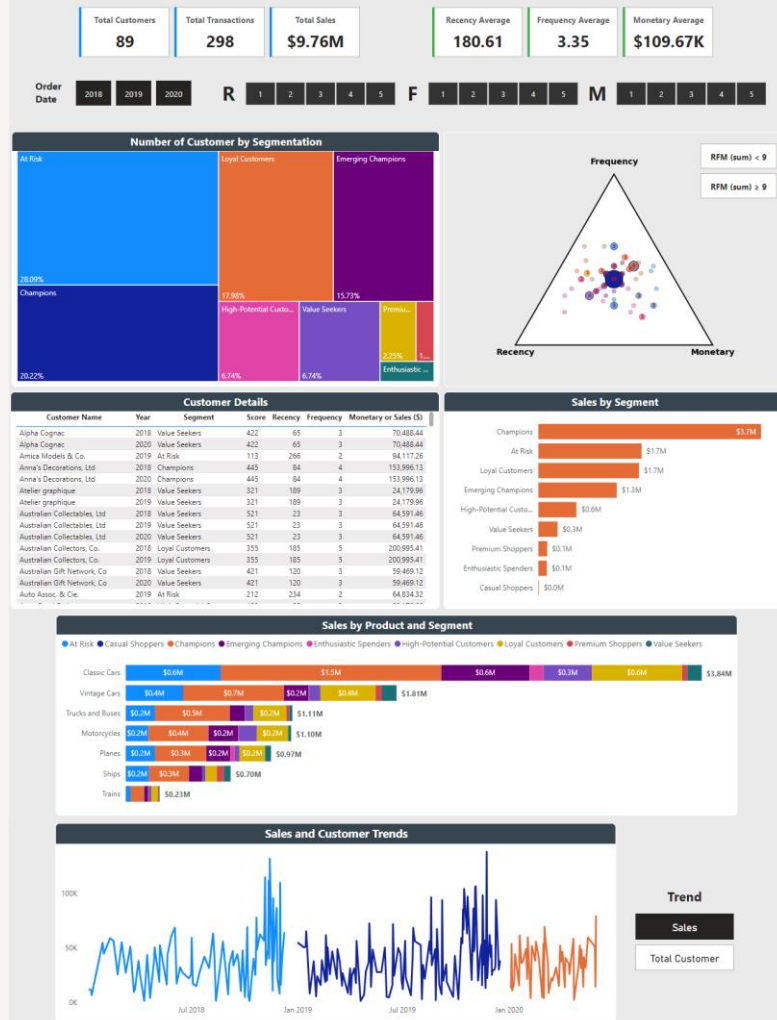 Total Customers
89
Total Transactions
298
Total Sales
$9.76M
Recency Average
180.61
Frequency Average
3.35
Monetary Average
$109.67K
Order Date
2018 2019 2020
R 1 2 3 4 5
F 1 2 3 4 5
M 1 2 3 4 5
Number of Customer by Segmentation
At Risk
28.09%
Champions
20.22%
Loyal Customers
17.98%
Emerging Champions
15.73%
High-Potential Custo...
6.74%
Value Seekers
6.74%
Premiu...
2.25%
1...
Enthusiastic ...
Frequency
Recency
Monetary
RFM (sum) < 9
RFM (sum) ≥ 9
Customer Details
Customer Name Year Segment Score Recency Frequency Monetary or Sales ($)
Alpha Cognac 2018 Value Seekers 422 65 3 70,488.44
Alpha Cognac 2020 Value Seekers 422 65 3 70,488.44
Amica Models & Co. 2019 At Risk 113 266 2 94,117.26
Anna's Decorations, Ltd 2018 Champions 445 84 4 153,996.13
Anna's Decorations, Ltd 2020 Champions 445 84 4 153,996.13
Atelier graphique 2018 Value Seekers 321 189 3 24,179.96
Atelier graphique 2019 Value Seekers 321 189 3 24,179.96
Australian Collectables, Ltd 2018 Value Seekers 521 23 3 64,591.46
Australian Collectables, Ltd 2019 Value Seekers 521 23 3 64,591.46
Australian Collectables, Ltd 2020 Value Seekers 521 23 3 64,591.46
Australian Collectors, Co. 2018 Loyal Customers 355 185 5 200,995.41
Australian Collectors, Co. 2019 Loyal Customers 355 185 5 200,995.41
Australian Gift Network, Co 2018 Value Seekers 421 120 3 59,469.12
Australian Gift Network, Co 2020 Value Seekers 421 120 3 59,469.12
Auto Assoc. & Cie. 2019 At Risk 212 234 2 64,834.32
Sales by Segment
Champions $3.7M
At Risk $1.7M
Loyal Customers $1.7M
Emerging Champions $1.3M
High-Potential Custo... $0.6M
Value Seekers $0.3M
Premium Shoppers $0.1M
Enthusiastic Spenders $0.1M
Casual Shoppers $0.0M
Sales by Product and Segment
At Risk Casual Shoppers Champions Emerging Champions Enthusiastic Spenders High-Potential Customers Loyal Customers Premium Shoppers Value Seekers
Classic Cars $0.6M $1.5M $0.6M $0.3M $0.6M $3.84M
Vintage Cars $0.4M $0.7M $0.2M $0.4M $1.81M
Trucks and Buses $0.2M $0.5M $0.2M $1.11M
Motorcycles $0.2M $0.4M $0.2M $0.2M $1.10M
Planes $0.2M $0.3M $0.2M $0.2M $0.97M
Ships $0.2M $0.3M $0.70M
Trains $0.23M
Sales and Customer Trends
100K
50K
0K
Jul 2018
Jan 2019
Jul 2019
Jan 2020
Trend
Sales
Total Customer